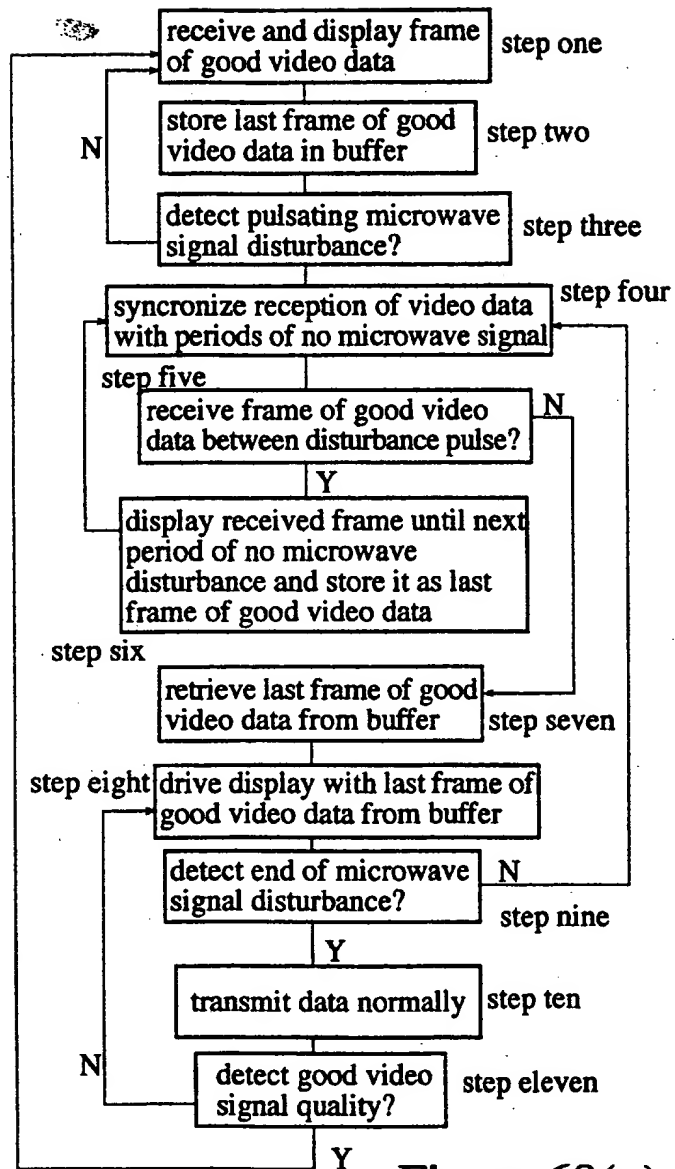 receive and display frame
of good video data
step one
store last frame of good
video data in buffer
step two
N
detect pulsating microwave
signal disturbance?
step three
syncronize reception of video data
with periods of no microwave signal
step four
step five
receive frame of good video
data between disturbance pulse?
N
Y
display received frame until next
period of no microwave
disturbance and store it as last
frame of good video data
step six
retrieve last frame of good
video data from buffer
step seven
step eight
drive display with last frame of
good video data from buffer
detect end of microwave
signal disturbance?
N
step nine
Y
transmit data normally
step ten
N
detect good video
signal quality?
step eleven
Y